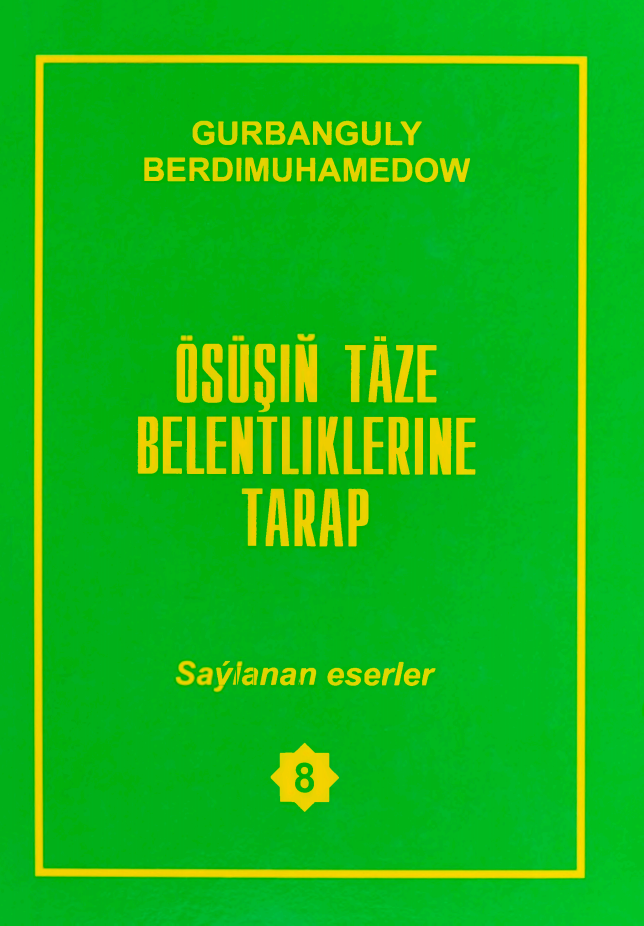 GURBANGULY
BERDIMUHAMEDOW
ÖSÜŞIŇ TÄZE
BELENTLIKLERINE
TARAP
Saýlanan eserler
8